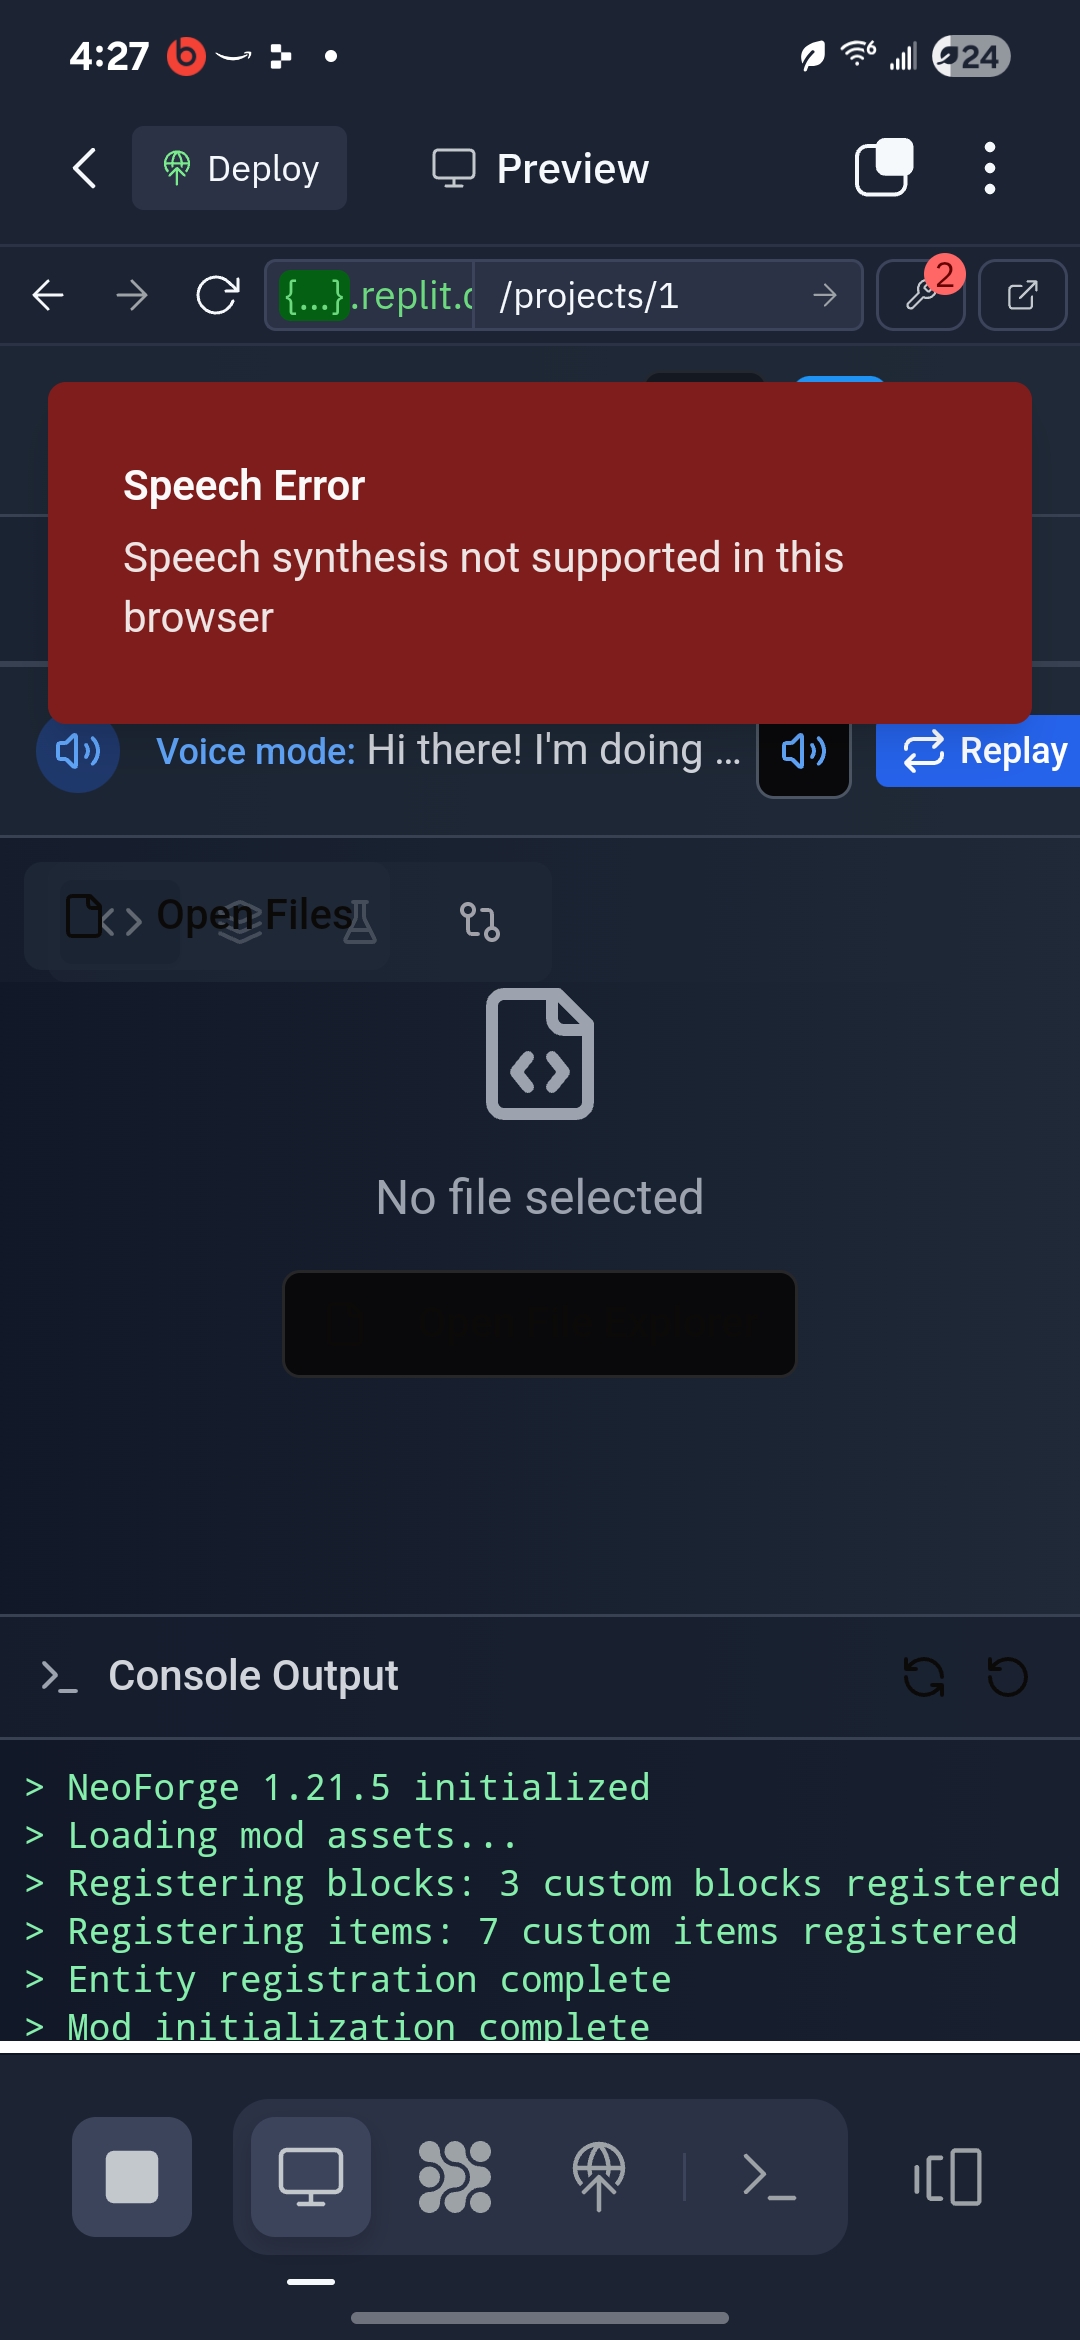 4:27
24
Deploy
Preview
{...}.replit.
/projects/1
2
Speech Error
Speech synthesis not supported in this
browser
Voice mode: Hi there! I'm doing ...
Replay
Open Files
No file selected
Open File Explorer
Console Output
> NeoForge 1.21.5 initialized
> Loading mod assets...
> Registering blocks: 3 custom blocks registered
> Registering items: 7 custom items registered
> Entity registration complete
> Mod initialization complete